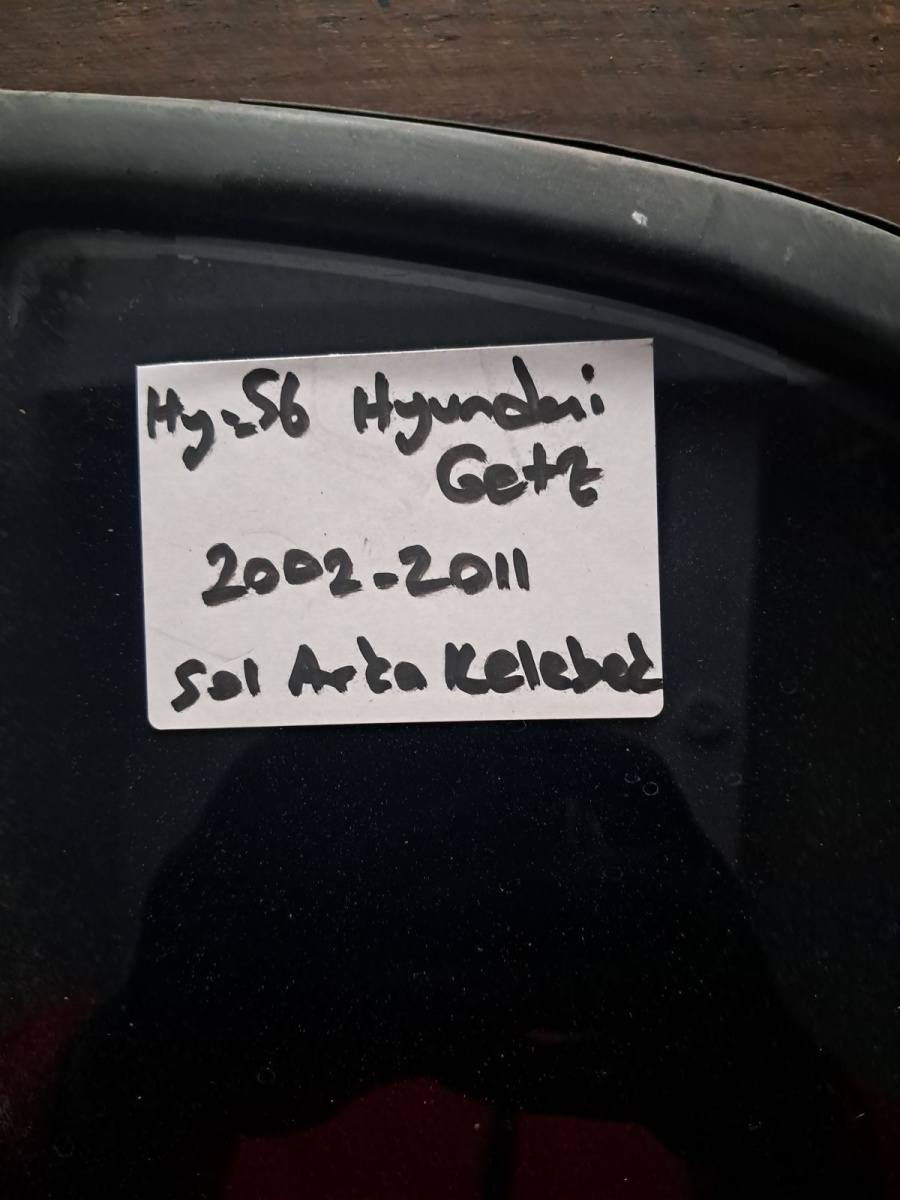 Hy-56 Hyundai
Getz
2002-2011
Sol Arka Kelebek